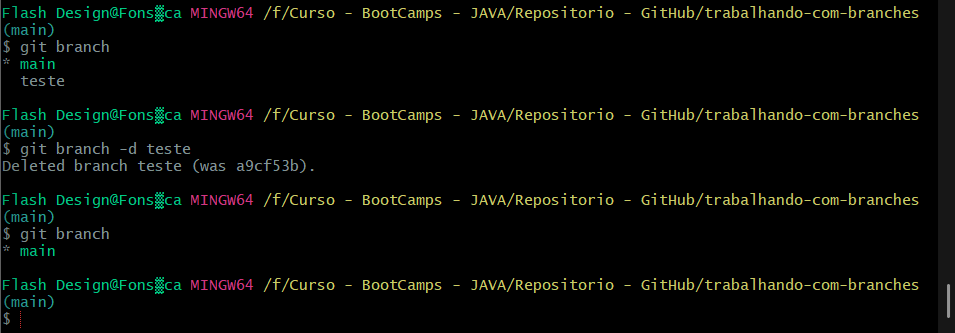 Flash Design@Fons▒ca MINGW64 /f/Curso - BootCamps - JAVA/Repositorio - GitHub/trabalhando-com-branches
(main)
$ git branch
* main
  teste
Flash Design@Fons▒ca MINGW64 /f/Curso - BootCamps - JAVA/Repositorio - GitHub/trabalhando-com-branches
(main)
$ git branch -d teste
Deleted branch teste (was a9cf53b).
Flash Design@Fons▒ca MINGW64 /f/Curso - BootCamps - JAVA/Repositorio - GitHub/trabalhando-com-branches
(main)
$ git branch
* main
Flash Design@Fons▒ca MINGW64 /f/Curso - BootCamps - JAVA/Repositorio - GitHub/trabalhando-com-branches
(main)
$